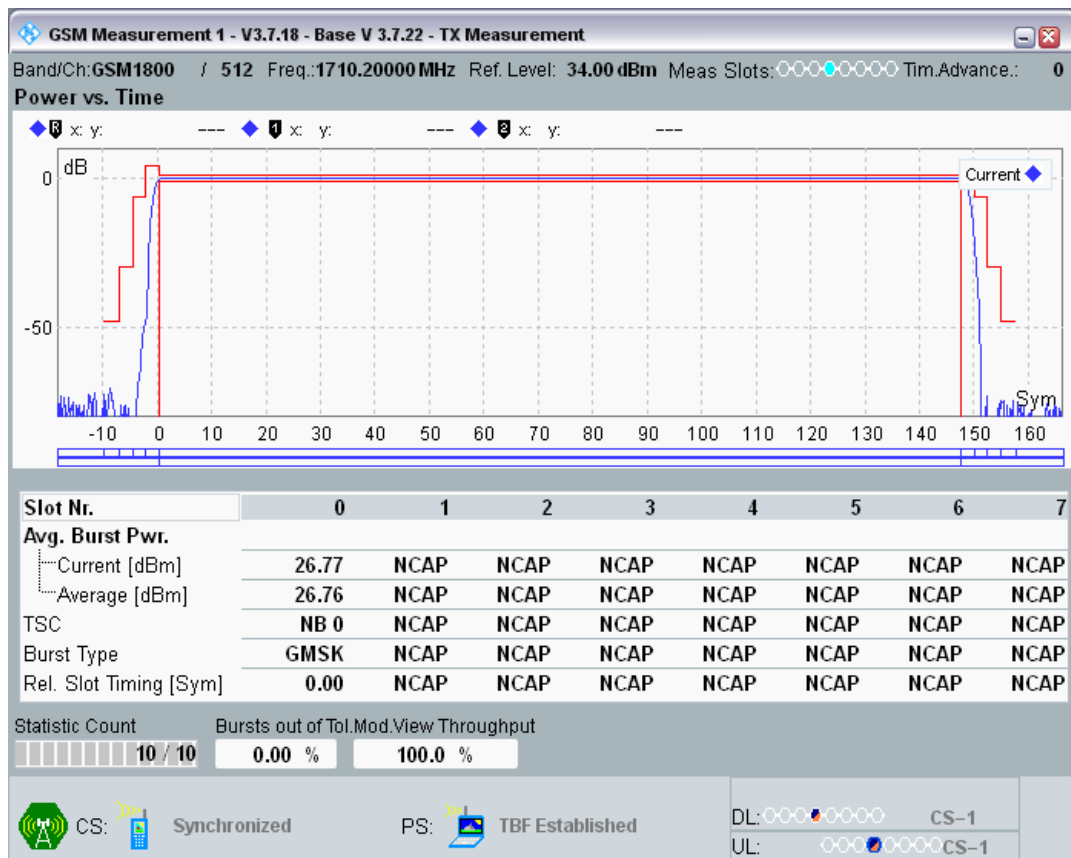 GSM Measurement 1 - V3.7.18 - Base V 3.7.22 - TX Measurement
Band/Ch:GSM1800 / 512 Freq.:1710.20000 MHz Ref. Level: 34.00 dBm Meas Slots: Tim.Advance.: 0
Power vs. Time
R x: y: --- 1 x: y: --- 2 x: y: ---
dB
Current
0
-50
Sym
-10 0 10 20 30 40 50 60 70 80 90 100 110 120 130 140 150 160
Slot Nr. 0 1 2 3 4 5 6 7
Avg. Burst Pwr.
Current [dBm] 26.77 NCAP NCAP NCAP NCAP NCAP NCAP NCAP
Average [dBm] 26.76 NCAP NCAP NCAP NCAP NCAP NCAP NCAP
TSC NB 0 NCAP NCAP NCAP NCAP NCAP NCAP NCAP
Burst Type GMSK NCAP NCAP NCAP NCAP NCAP NCAP NCAP
Rel. Slot Timing [Sym] 0.00 NCAP NCAP NCAP NCAP NCAP NCAP NCAP
Statistic Count Bursts out of Tol.Mod.View Throughput
10 / 10 0.00 % 100.0 %
CS: Synchronized PS: TBF Established
DL: CS-1
UL: CS-1